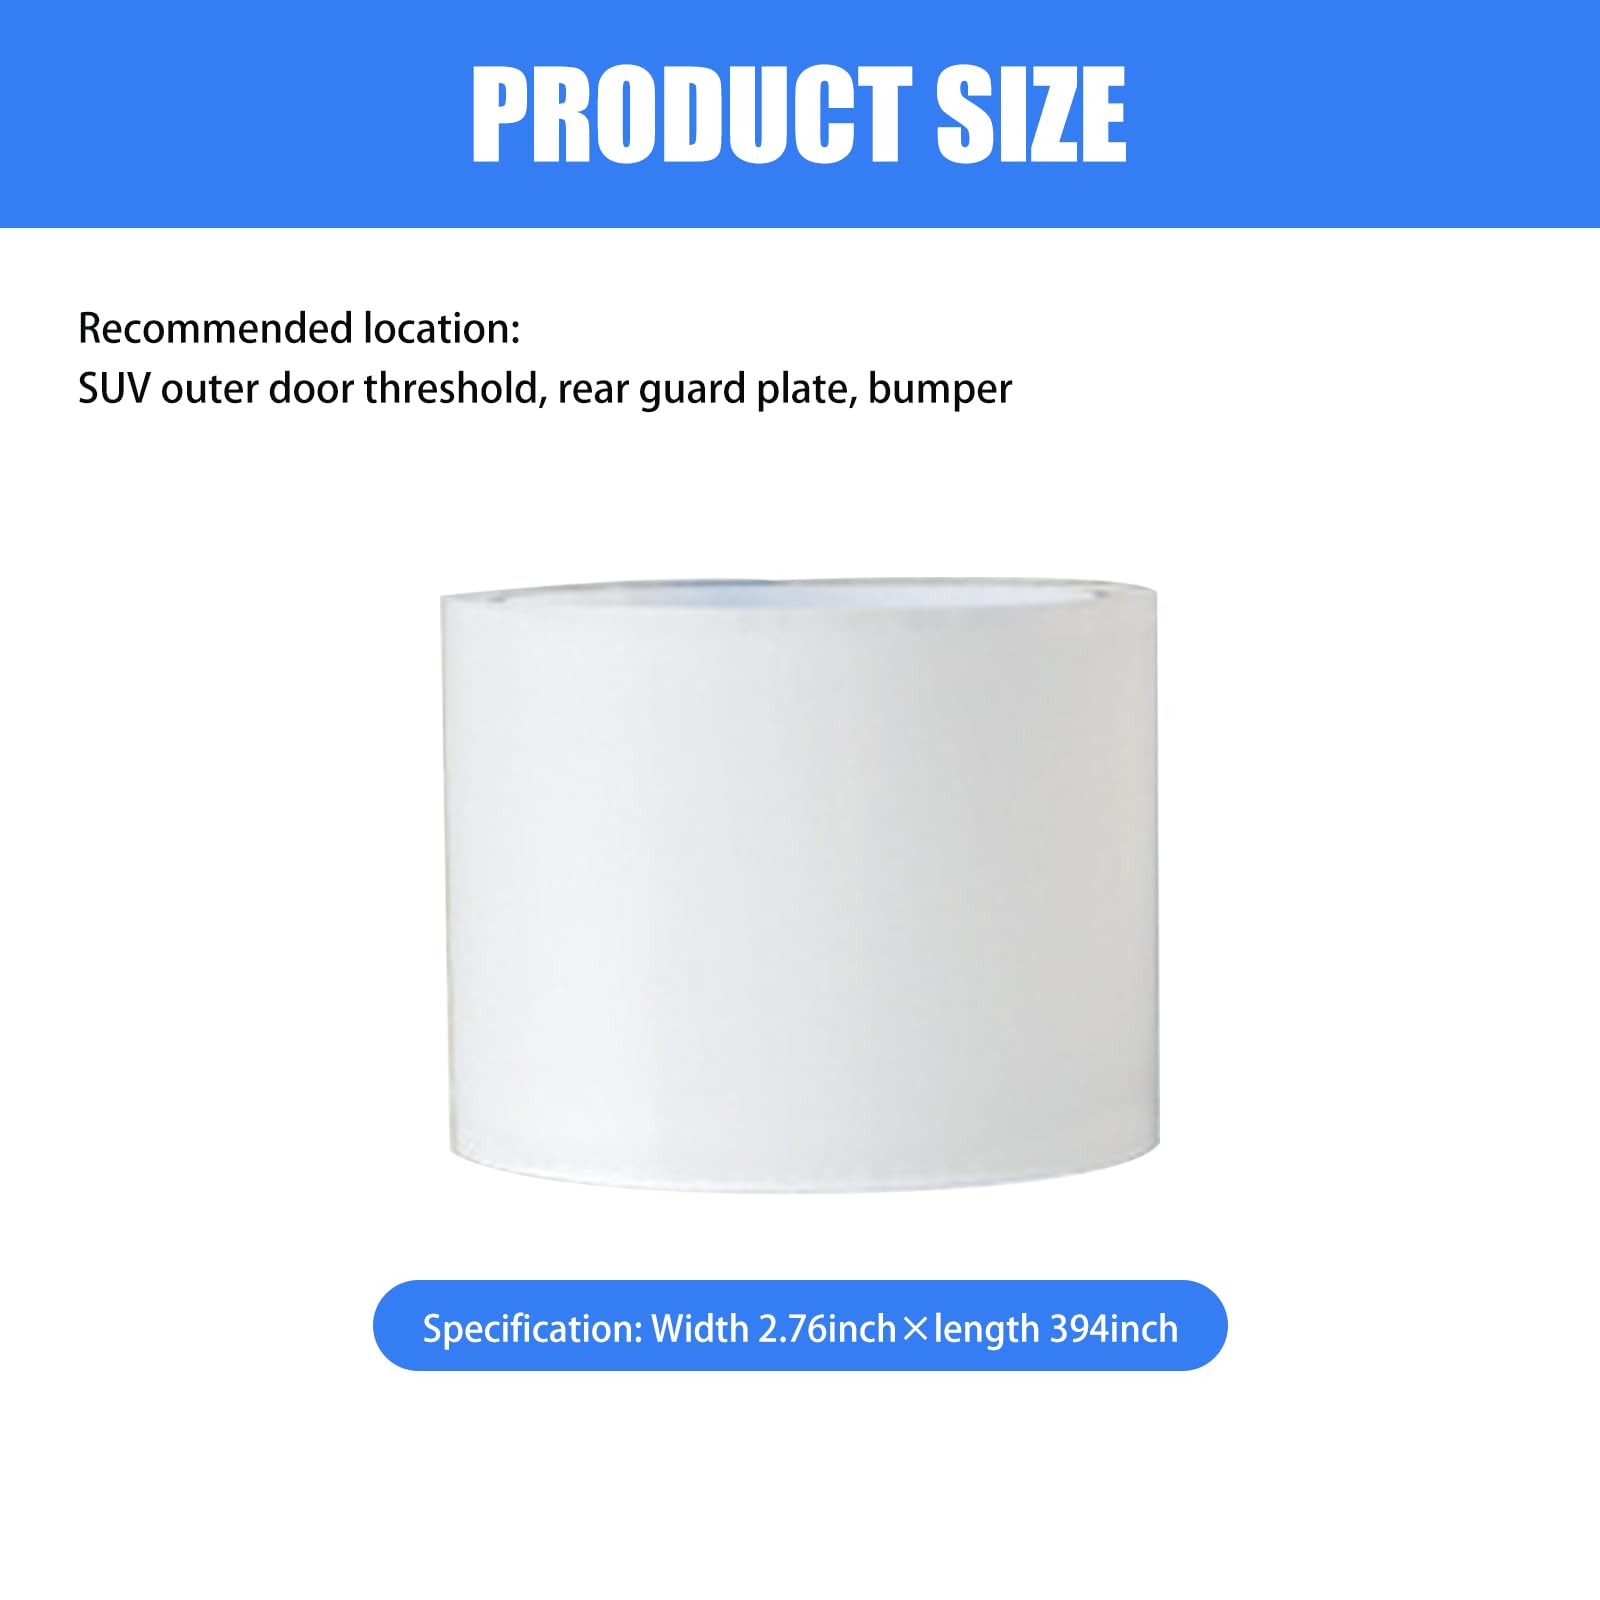 PRODUCT SIZE
Recommended location:
SUV outer door threshold, rear guard plate, bumper
Specification: Width 2.76inch×length 394inch